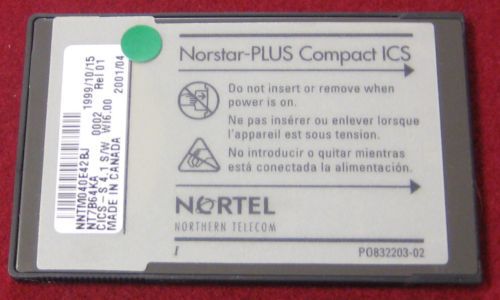 Norstar-PLUS Compact ICS
Do not insert or remove when
power is on.
Ne pas insérer ou enlever lorsque
l'appareil est sous tension.
No introducir o quitar mientras
está conectada la alimentación.
NORTEL
NORTHERN TELECOM
PO832203-02
NNTM040E42BJ 1999/10/15
NT7B64KA 0002 Rel 01
CICS-S 4.1 S/W WI6.00
MADE IN CANADA 2001/04